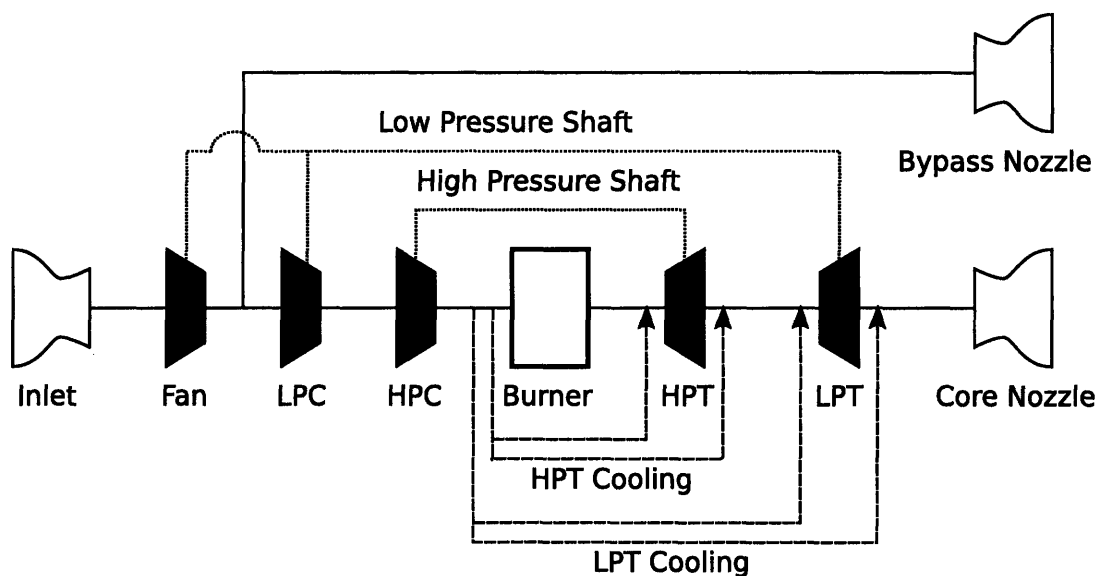 Low Pressure Shaft
Bypass Nozzle
High Pressure Shaft
Inlet
Fan
LPC
HPC
Burner
HPT
LPT
Core Nozzle
HPT Cooling
LPT Cooling